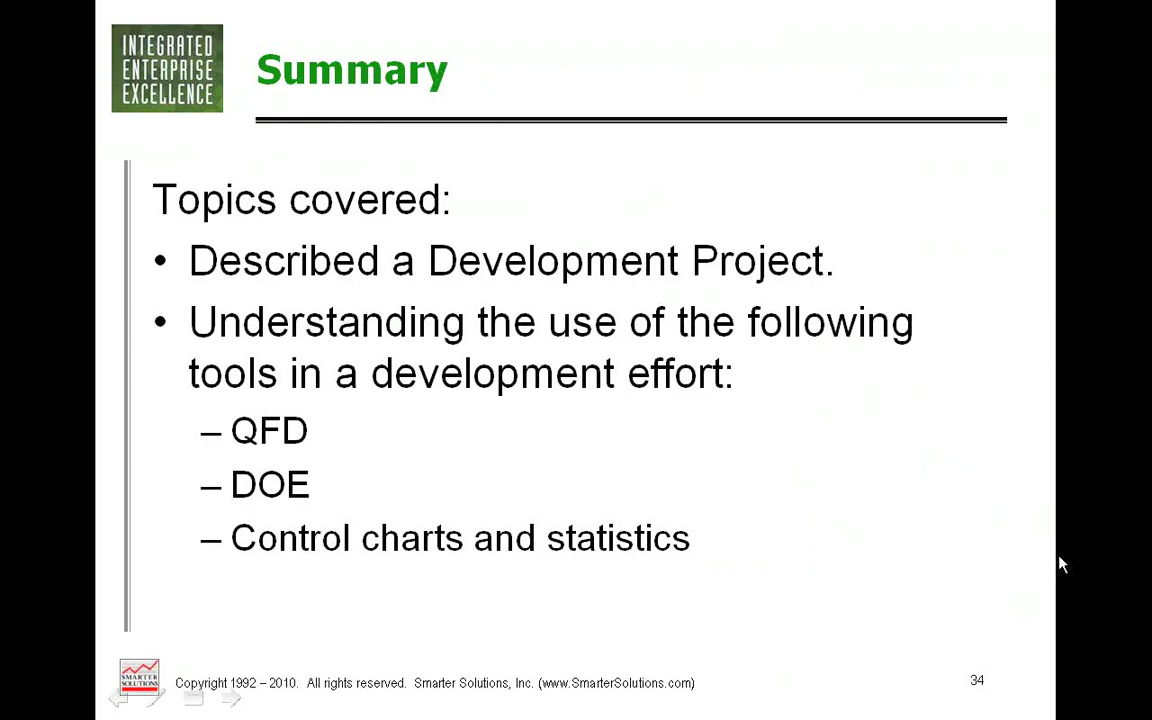 INTEGRATED
ENTERPRISE
EXCELLENCE
Summary
Topics covered:
• Described a Development Project.
• Understanding the use of the following
tools in a development effort:
– QFD
– DOE
– Control charts and statistics
SMARTER
SOLUTIONS
Copyright 1992 – 2010. All rights reserved. Smarter Solutions, Inc. (www.SmarterSolutions.com)
34